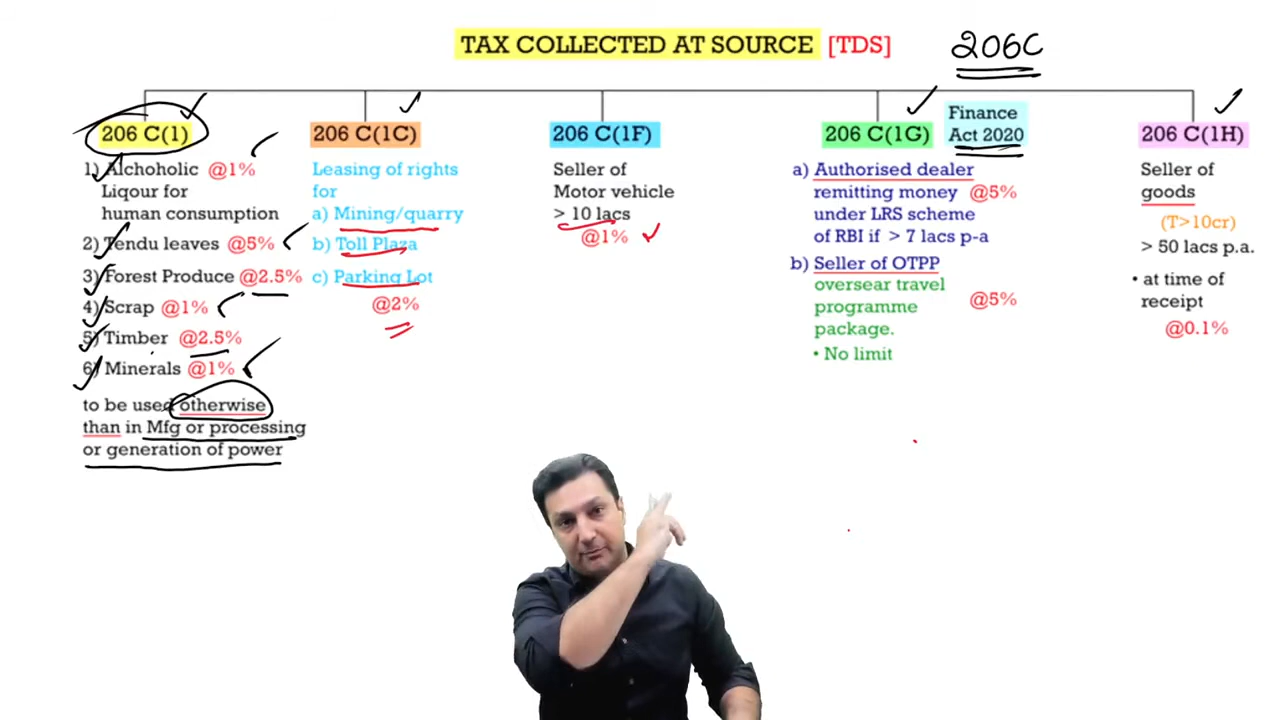 TAX COLLECTED AT SOURCE [TDS] 206C
206 C(1)
1) Alchoholic @1%
Liqour for
human consumption
2) Tendu leaves @5%
3) Forest Produce @2.5%
4) Scrap @1%
5) Timber @2.5%
6) Minerals @1%
to be used otherwise
than in Mfg or processing
or generation of power
206 C(1C)
Leasing of rights
for
a) Mining/quarry
b) Toll Plaza
c) Parking Lot
@2%
206 C(1F)
Seller of
Motor vehicle
> 10 lacs
@1%
206 C(1G)
Finance
Act 2020
a) Authorised dealer
remitting money @5%
under LRS scheme
of RBI if > 7 lacs p-a
b) Seller of OTPP
oversear travel
programme @5%
package.
• No limit
206 C(1H)
Seller of
goods
(T>10cr)
> 50 lacs p.a.
• at time of
receipt
@0.1%